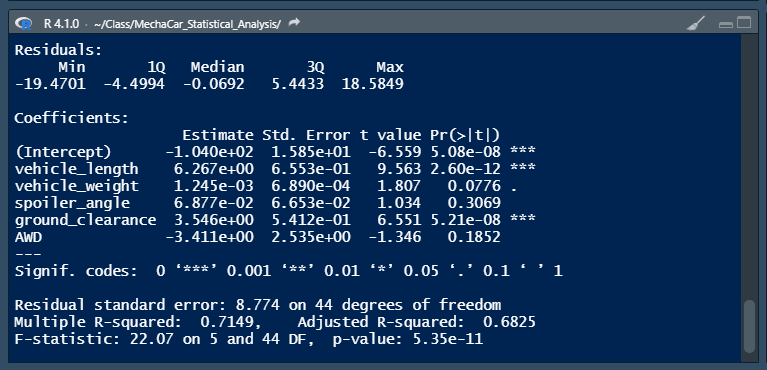 R 4.1.0 · ~/Class/MechaCar_Statistical_Analysis/
Residuals:
     Min       1Q   Median       3Q      Max
-19.4701  -4.4994  -0.0692   5.4433  18.5849

Coefficients:
                   Estimate Std. Error t value Pr(>|t|)
(Intercept)      -1.040e+02  1.585e+01  -6.559 5.08e-08 ***
vehicle_length    6.267e+00  6.553e-01   9.563 2.60e-12 ***
vehicle_weight    1.245e-03  6.890e-04   1.807   0.0776 .
spoiler_angle     6.877e-02  6.653e-02   1.034   0.3069
ground_clearance  3.546e+00  5.412e-01   6.551 5.21e-08 ***
AWD              -3.411e+00  2.535e+00  -1.346   0.1852
---
Signif. codes:  0 ‘***’ 0.001 ‘**’ 0.01 ‘*’ 0.05 ‘.’ 0.1 ‘ ’ 1

Residual standard error: 8.774 on 44 degrees of freedom
Multiple R-squared:  0.7149,    Adjusted R-squared:  0.6825
F-statistic: 22.07 on 5 and 44 DF,  p-value: 5.35e-11